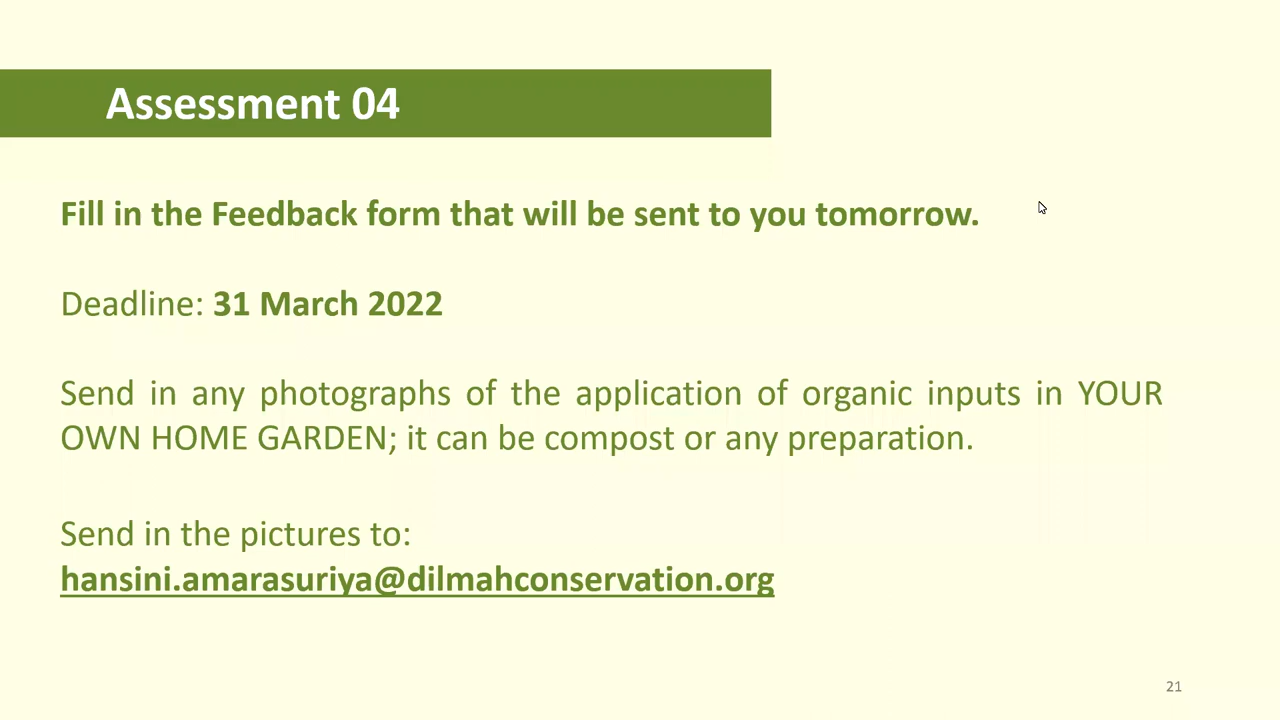 Assessment 04
Fill in the Feedback form that will be sent to you tomorrow.
Deadline: 31 March 2022
Send in any photographs of the application of organic inputs in YOUR
OWN HOME GARDEN; it can be compost or any preparation.
Send in the pictures to:
hansini.amarasuriya@dilmahconservation.org
21